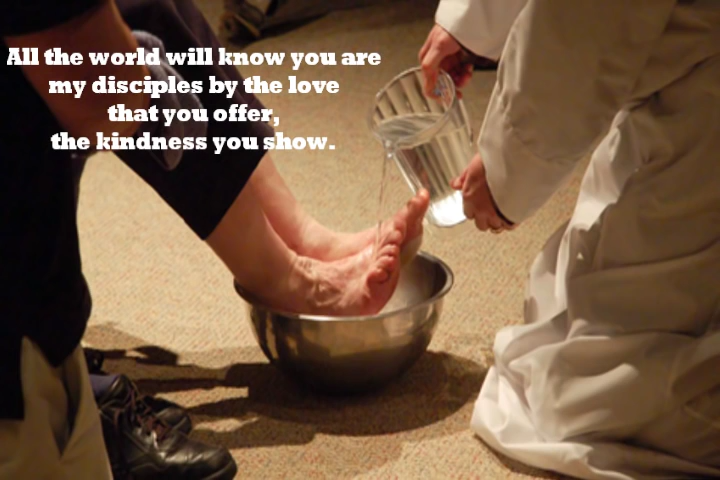 All the world will know you are
my disciples by the love
that you offer,
the kindness you show.